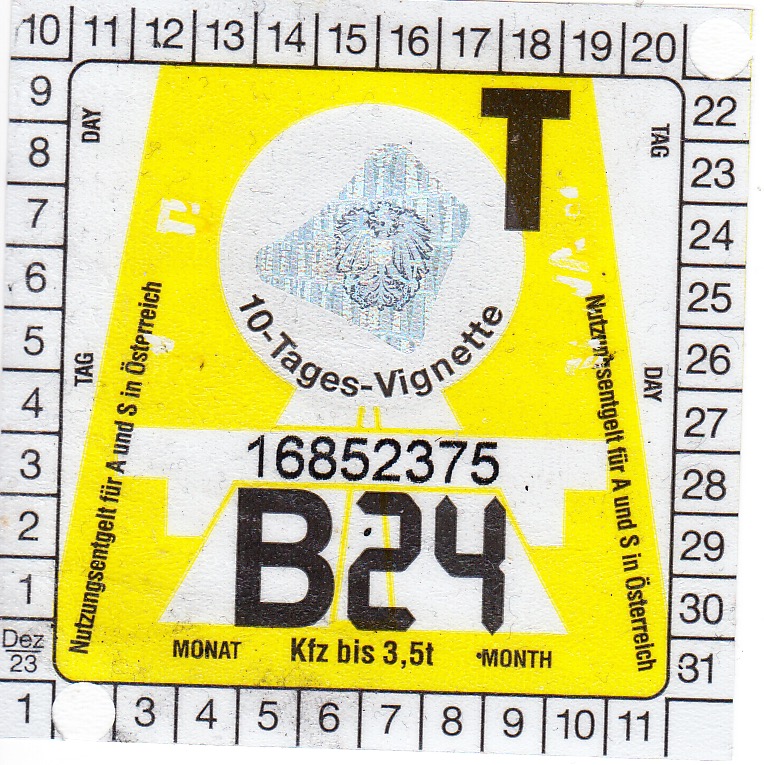 10 11 12 13 14 15 16 17 18 19 20
9
8
7
6
5
4
3
2
1
Dez
23
22
23
24
25
26
27
28
29
30
31
1 3 4 5 6 7 8 9 10 11
DAY
TAG
T
TAG
DAY
10-Tages-Vignette
Nutzungsentgelt für A und S in Österreich
Nutzungsentgelt für A und S in Österreich
16852375
B24
MONAT Kfz bis 3,5t MONTH